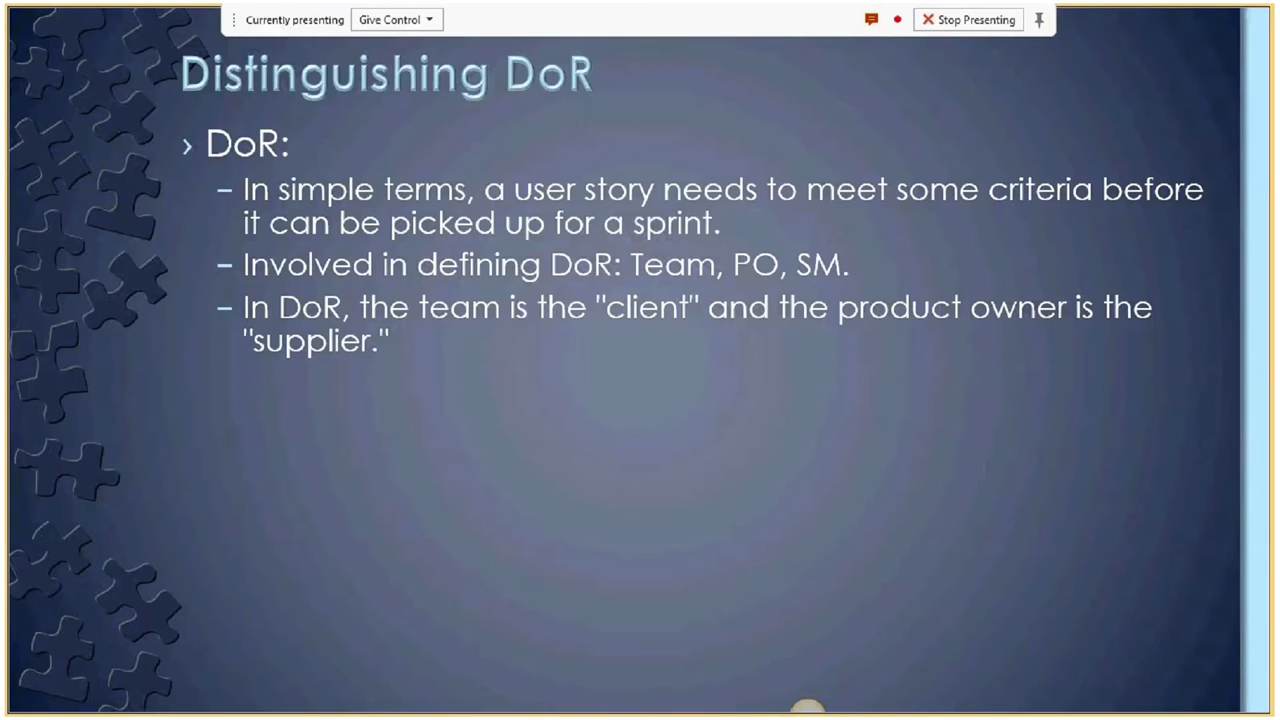 Currently presenting Give Control Stop Presenting
Distinguishing DoR
› DoR:
– In simple terms, a user story needs to meet some criteria before
it can be picked up for a sprint.
– Involved in defining DoR: Team, PO, SM.
– In DoR, the team is the "client" and the product owner is the
"supplier."